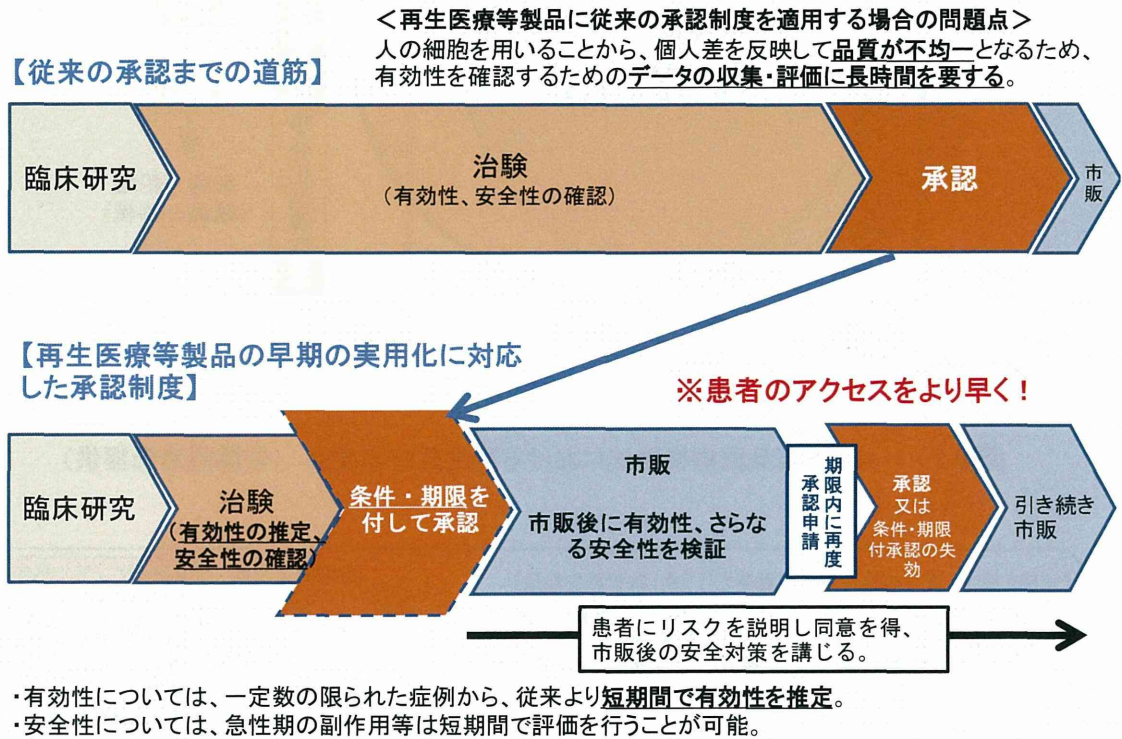 ＜再生医療等製品に従来の承認制度を適用する場合の問題点＞
人の細胞を用いることから、個人差を反映して品質が不均一となるため、
有効性を確認するためのデータの収集・評価に長時間を要する。
【従来の承認までの道筋】
臨床研究
治験
（有効性、安全性の確認）
承認
市
販
【再生医療等製品の早期の実用化に対応
した承認制度】
※患者のアクセスをより早く！
臨床研究
治験
（有効性の推定、
安全性の確認）
条件・期限を
付して承認
市販
市販後に有効性、さらな
る安全性を検証
期限内に再度
承認申請
承認
又は
条件・期限
付承認の失
効
引き続き
市販
患者にリスクを説明し同意を得、
市販後の安全対策を講じる。
・有効性については、一定数の限られた症例から、従来より短期間で有効性を推定。
・安全性については、急性期の副作用等は短期間で評価を行うことが可能。